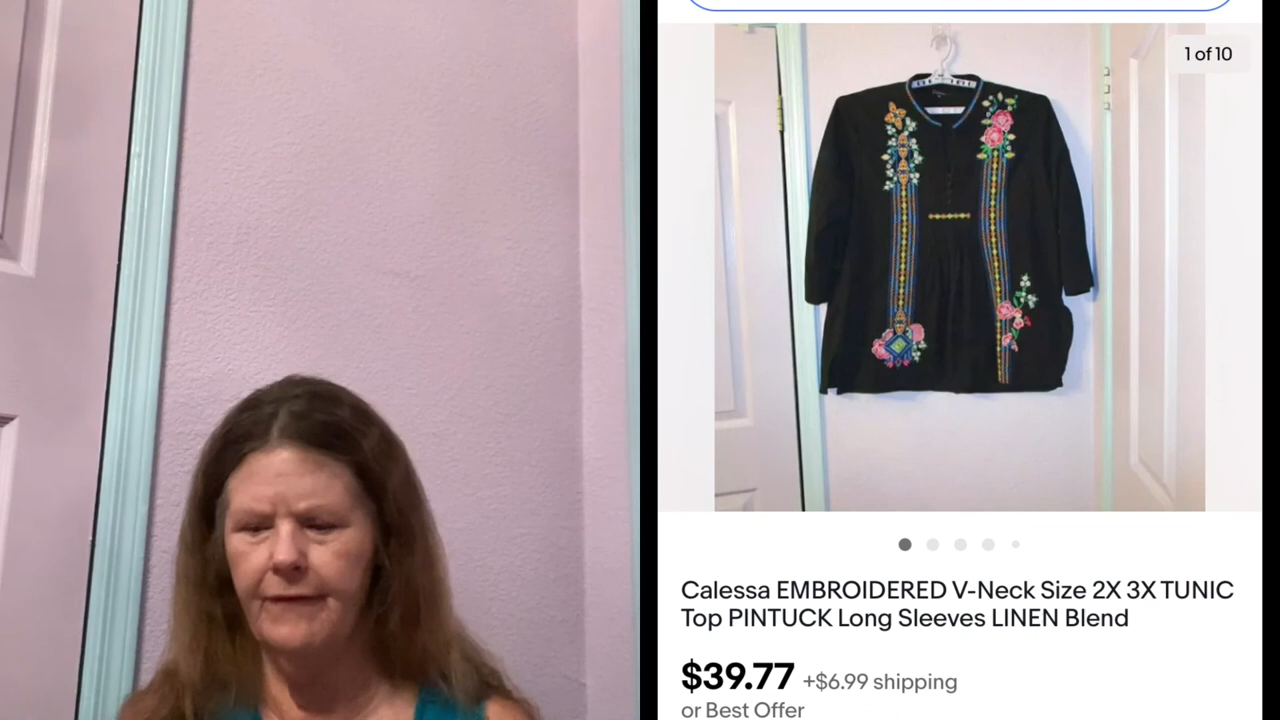 1 of 10
Calessa EMBROIDERED V-Neck Size 2X 3X TUNIC
Top PINTUCK Long Sleeves LINEN Blend
$39.77 +$6.99 shipping
or Best Offer